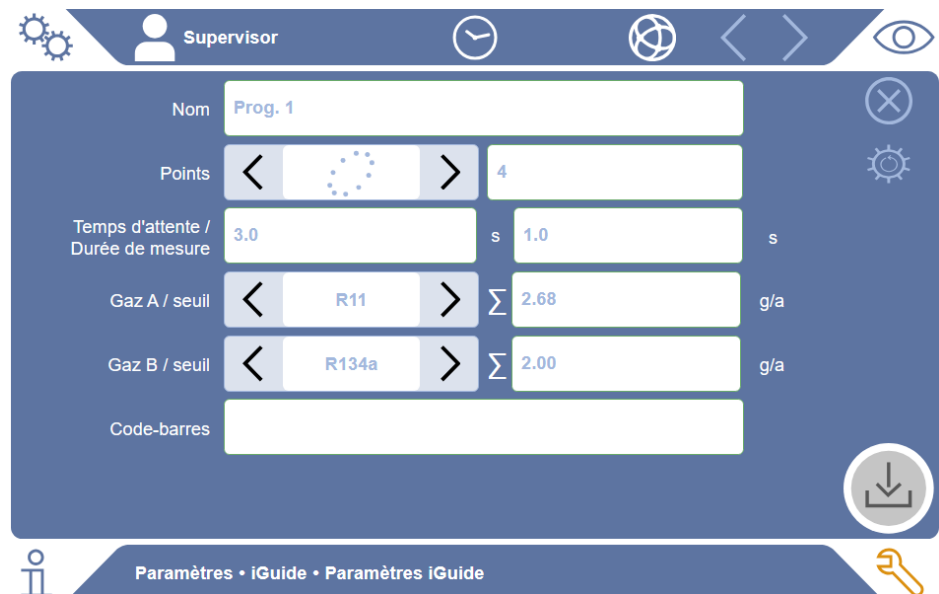 Supervisor
Nom Prog. 1
Points 4
Temps d'attente /
Durée de mesure 3.0 s 1.0 s
Gaz A / seuil R11 ∑ 2.68 g/a
Gaz B / seuil R134a ∑ 2.00 g/a
Code-barres
Paramètres • iGuide • Paramètres iGuide